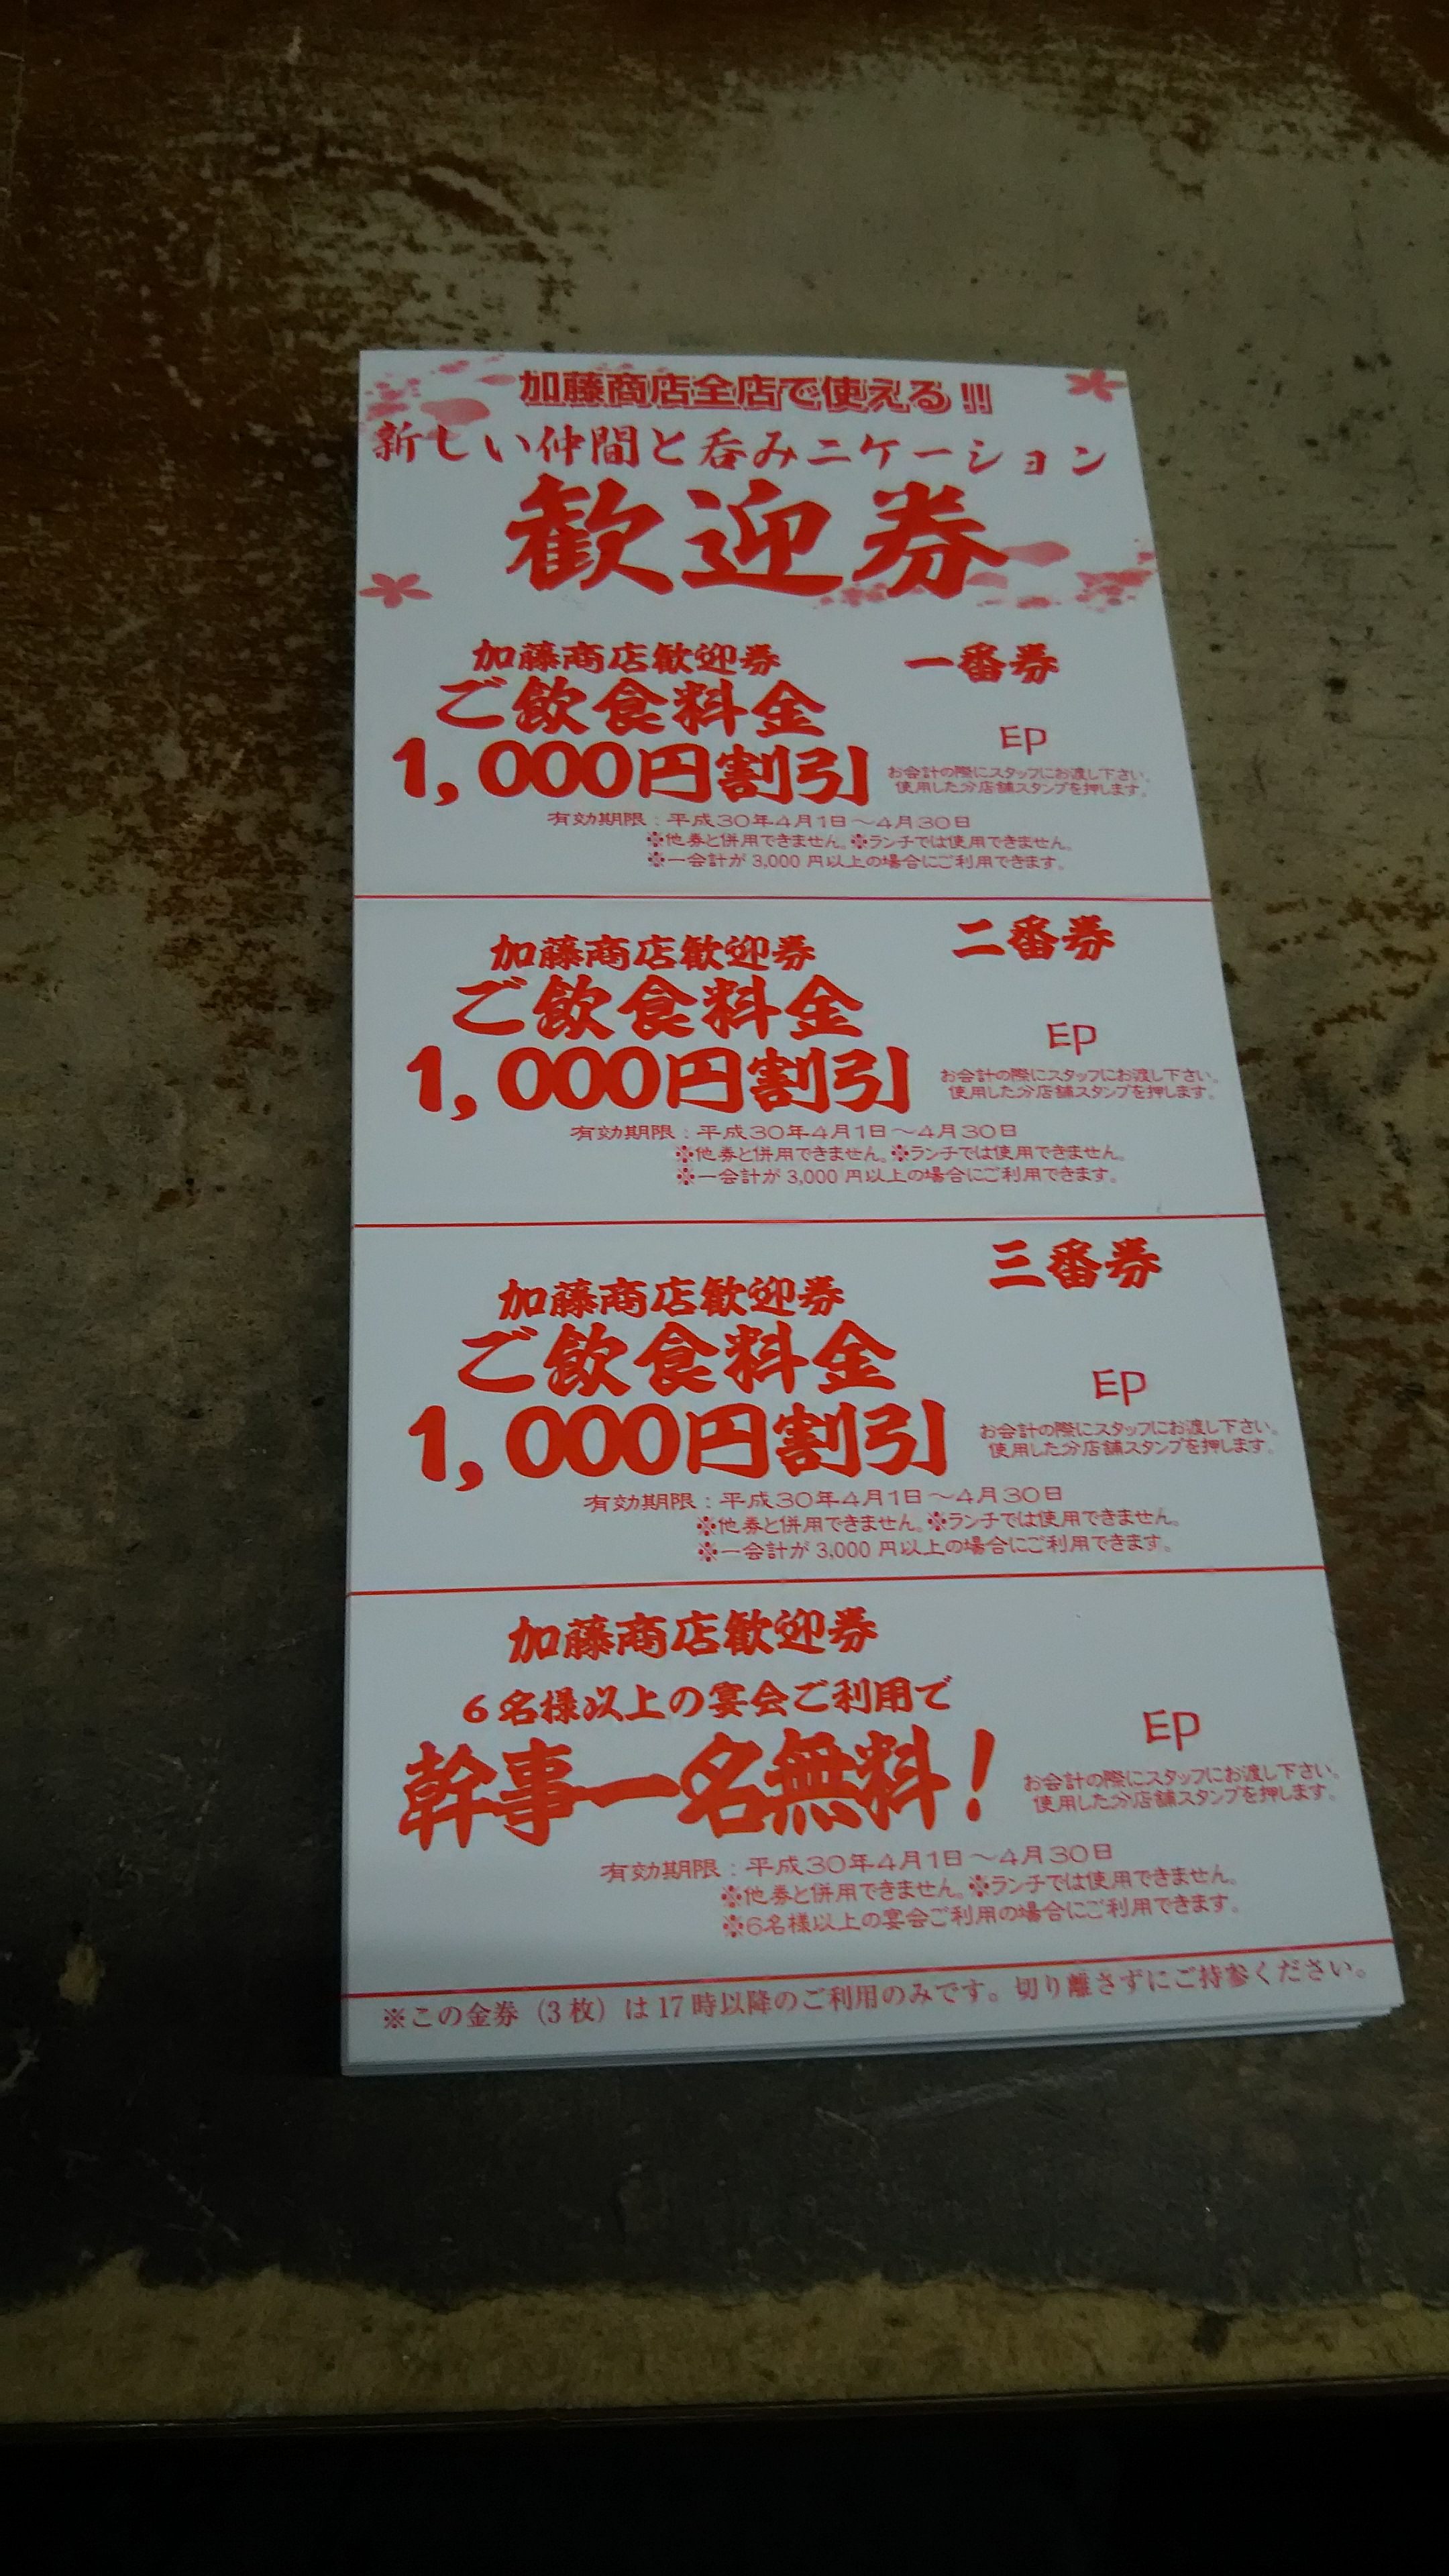 加藤商店全店で使える!!!
新しい仲間と呑みニケーション
歓迎券
加藤商店歓迎券
一番券
ご飲食料金
1,000円割引
印
お会計の際にスタッフにお渡し下さい。
使用した分店舗スタンプを押します。
有効期限:平成30年4月1日~4月30日
※他券と併用できません。※ランチでは使用できません。
※一会計が3,000円以上の場合にご利用できます。
二番券
加藤商店歓迎券
ご飲食料金
1,000円割引
印
お会計の際にスタッフにお渡し下さい。
使用した分店舗スタンプを押します。
有効期限:平成30年4月1日~4月30日
※他券と併用できません。※ランチでは使用できません。
※一会計が3,000円以上の場合にご利用できます。
三番券
加藤商店歓迎券
ご飲食料金
1,000円割引
印
お会計の際にスタッフにお渡し下さい。
使用した分店舗スタンプを押します。
有効期限:平成30年4月1日~4月30日
※他券と併用できません。※ランチでは使用できません。
※一会計が3,000円以上の場合にご利用できます。
加藤商店歓迎券
6名様以上の宴会ご利用で
幹事一名無料!
印
お会計の際にスタッフにお渡し下さい。
使用した分店舗スタンプを押します。
有効期限:平成30年4月1日~4月30日
※他券と併用できません。※ランチでは使用できません。
※6名様以上の宴会ご利用の場合にご利用できます。
※この金券(3枚)は17時以降のご利用のみです。切り離さずにご持参ください。